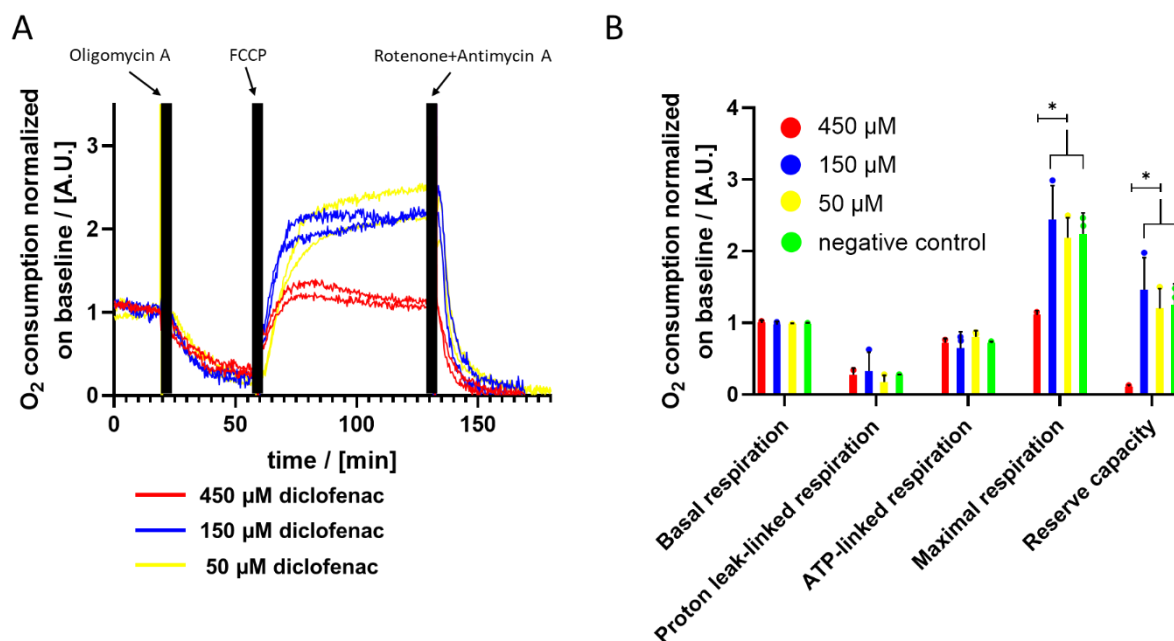 A
Oligomycin A
FCCP
Rotenone+Antimycin A
O₂ consumption normalized
on baseline / [A.U.]
3
2
1
0
0
50
100
150
time / [min]
450 µM diclofenac
150 µM diclofenac
50 µM diclofenac
B
O₂ consumption normalized
on baseline / [A.U.]
4
3
2
1
0
450 µM
150 µM
50 µM
negative control
*
*
Basal respiration
Proton leak-linked respiration
ATP-linked respiration
Maximal respiration
Reserve capacity